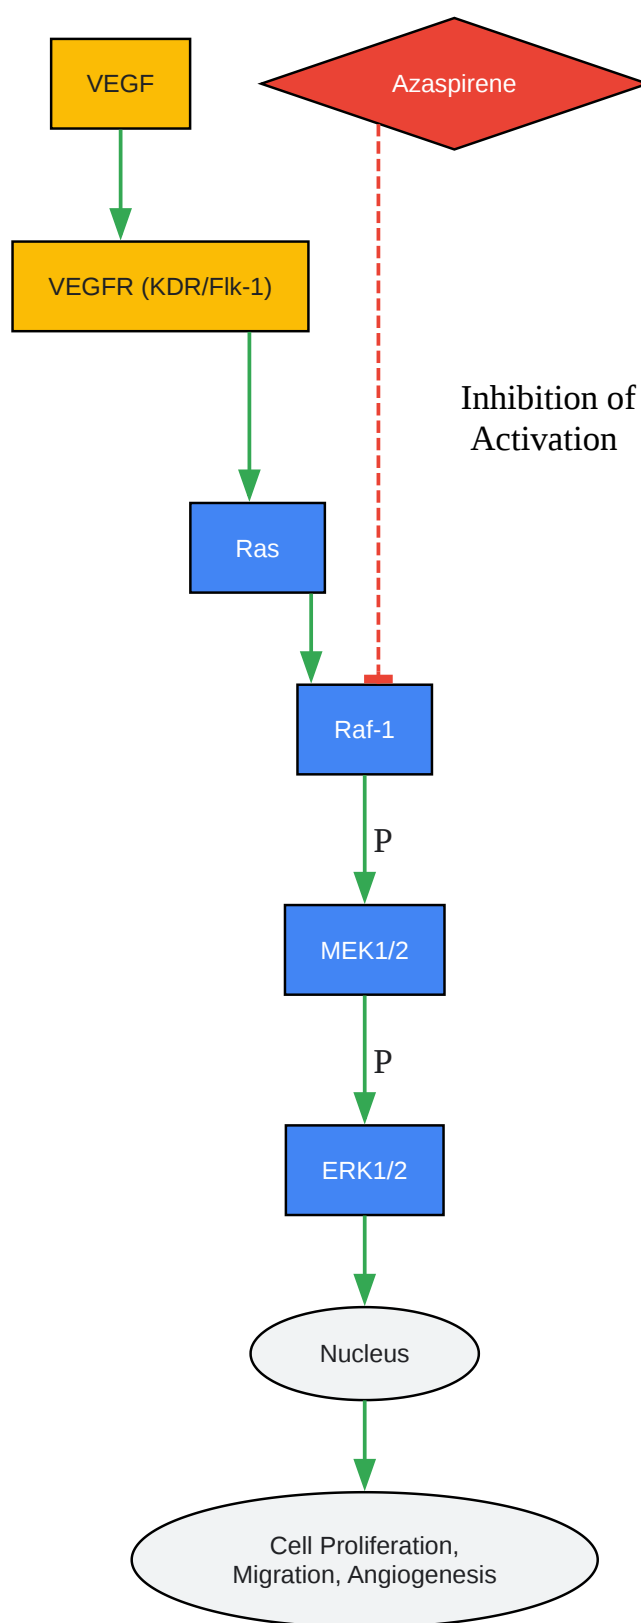 VEGF
Azaspirene
VEGFR (KDR/Flk-1)
Inhibition of
Activation
Ras
Raf-1
P
MEK1/2
P
ERK1/2
Nucleus
Cell Proliferation,
Migration, Angiogenesis